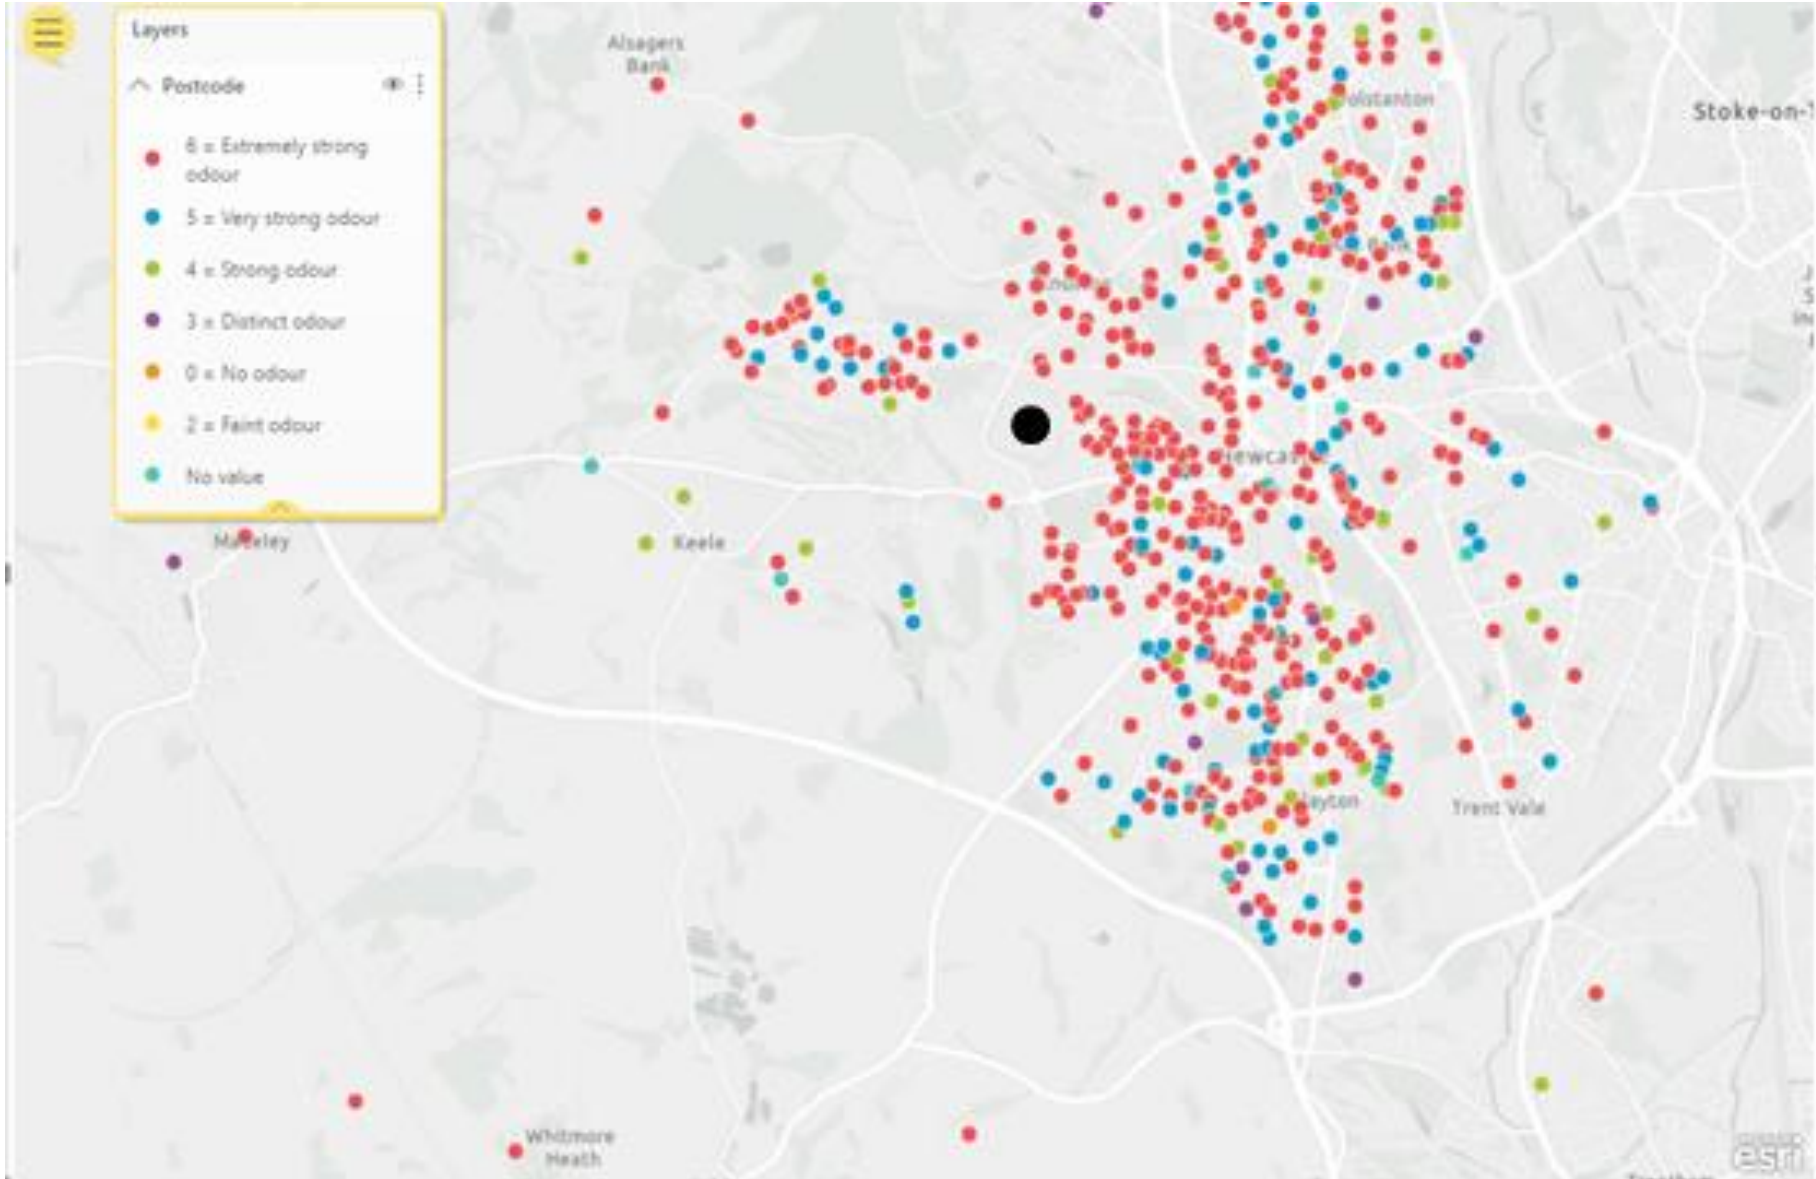 Layers
Postcode
6 = Extremely strong
odour
5 = Very strong odour
4 = Strong odour
3 = Distinct odour
0 = No odour
2 = Faint odour
No value
Alsagers
Bank
Stoke-on-
Keele
Trent Vale
Whitmore
Heath
esri